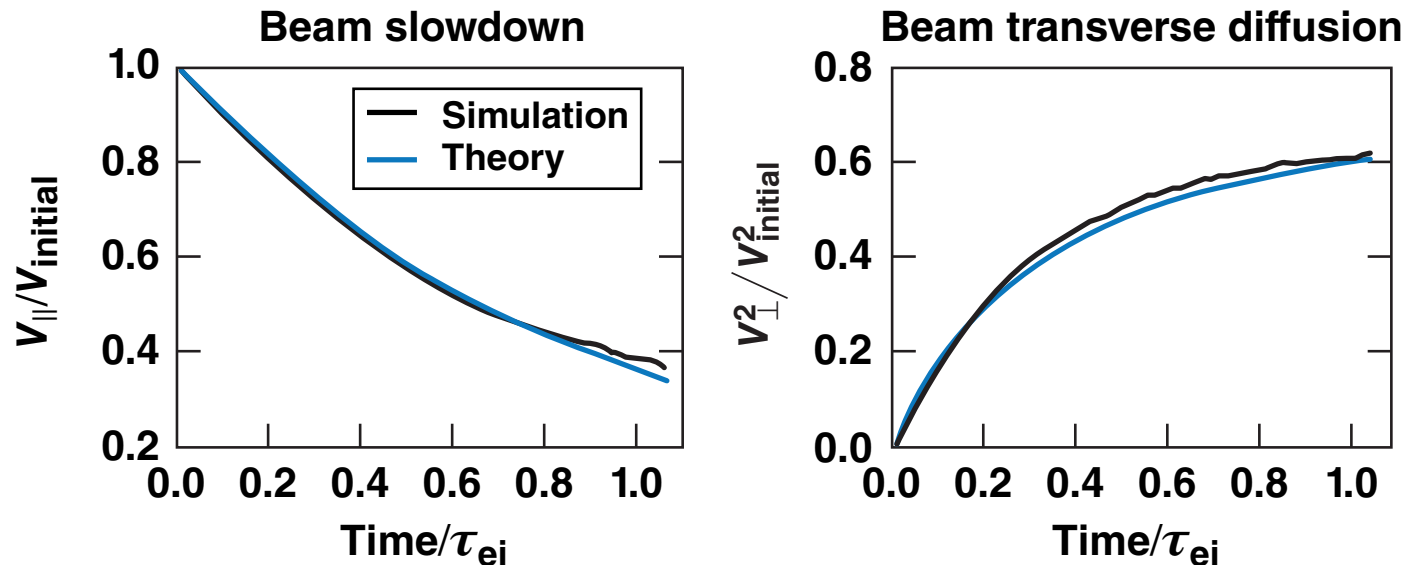 Beam slowdown
1.0
0.8
0.6
0.4
0.2
V∥/Vinitial
Simulation
Theory
0.0 0.2 0.4 0.6 0.8 1.0
Time/τei
Beam transverse diffusion
0.8
0.6
0.4
0.2
0.0
V²⊥/V²initial
0.0 0.2 0.4 0.6 0.8 1.0
Time/τei